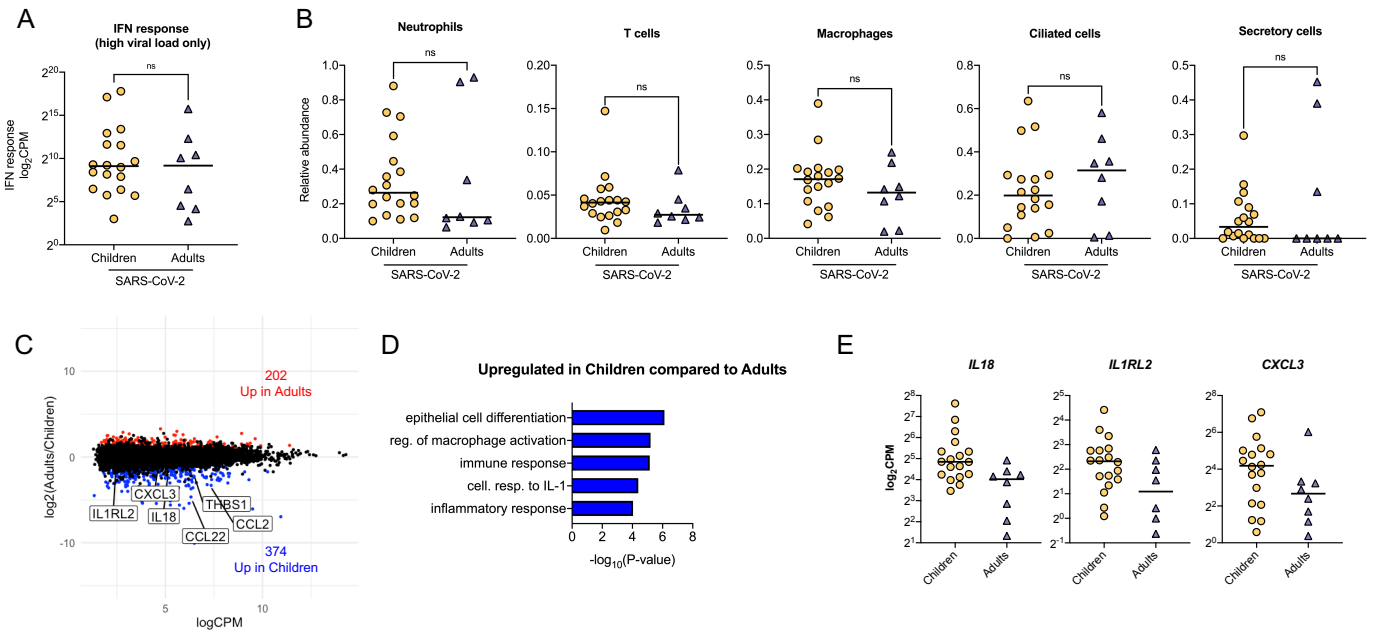 A
IFN response
(high viral load only)
ns
IFN response
log2CPM
2^20
2^15
2^10
2^5
2^0
Children
Adults
SARS-CoV-2
B
Relative abundance
Neutrophils
ns
1.0
0.8
0.6
0.4
0.2
0.0
Children
Adults
SARS-CoV-2
T cells
ns
0.20
0.15
0.10
0.05
0.00
Children
Adults
SARS-CoV-2
Macrophages
ns
0.5
0.4
0.3
0.2
0.1
0.0
Children
Adults
SARS-CoV-2
Ciliated cells
ns
0.8
0.6
0.4
0.2
0.0
Children
Adults
SARS-CoV-2
Secretory cells
ns
0.5
0.4
0.3
0.2
0.1
0.0
Children
Adults
SARS-CoV-2
C
log2(Adults/Children)
10
0
-10
202
Up in Adults
CXCL3
THBS1
IL1RL2
IL18
CCL2
CCL22
374
Up in Children
5
10
logCPM
D
Upregulated in Children compared to Adults
epithelial cell differentiation
reg. of macrophage activation
immune response
cell. resp. to IL-1
inflammatory response
0
2
4
6
8
-log10(P-value)
E
log2CPM
IL18
2^8
2^7
2^6
2^5
2^4
2^3
2^2
2^1
Children
Adults
IL1RL2
2^5
2^4
2^3
2^2
2^1
2^0
2^-1
Children
Adults
CXCL3
2^8
2^6
2^4
2^2
2^0
Children
Adults